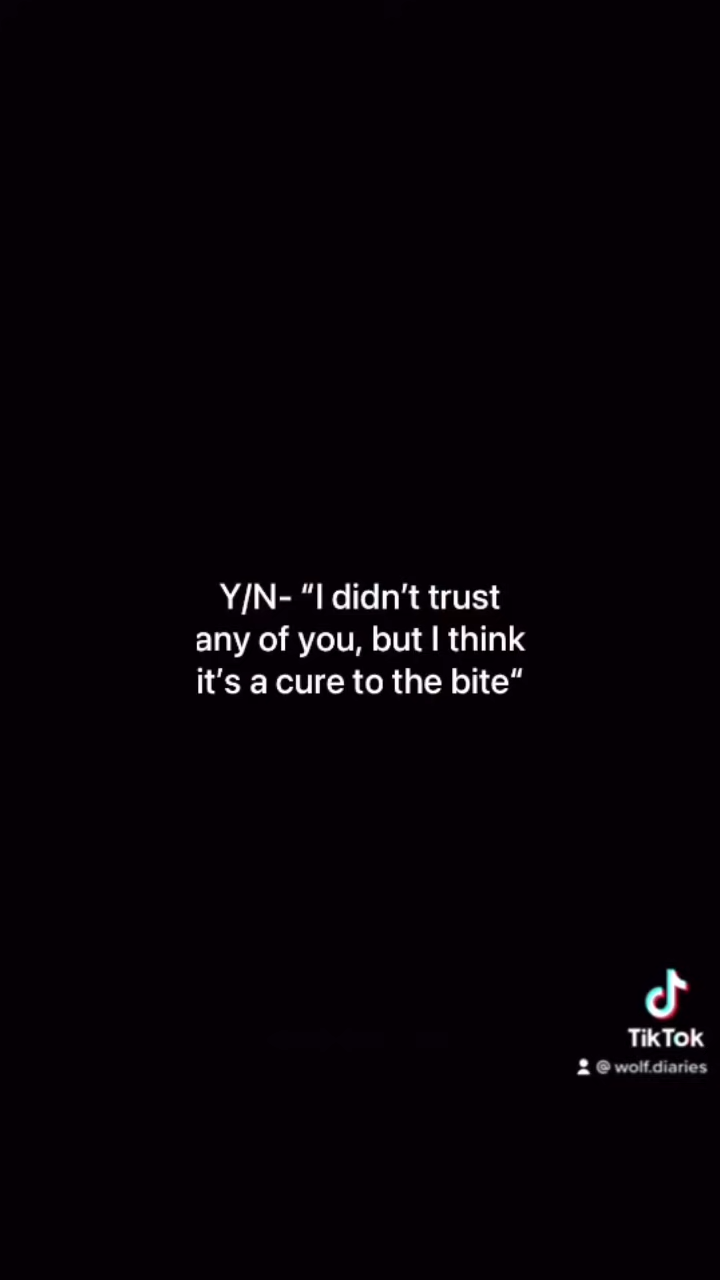 Y/N- “I didn’t trust
any of you, but I think
it’s a cure to the bite“
TikTok
@ wolf.diaries